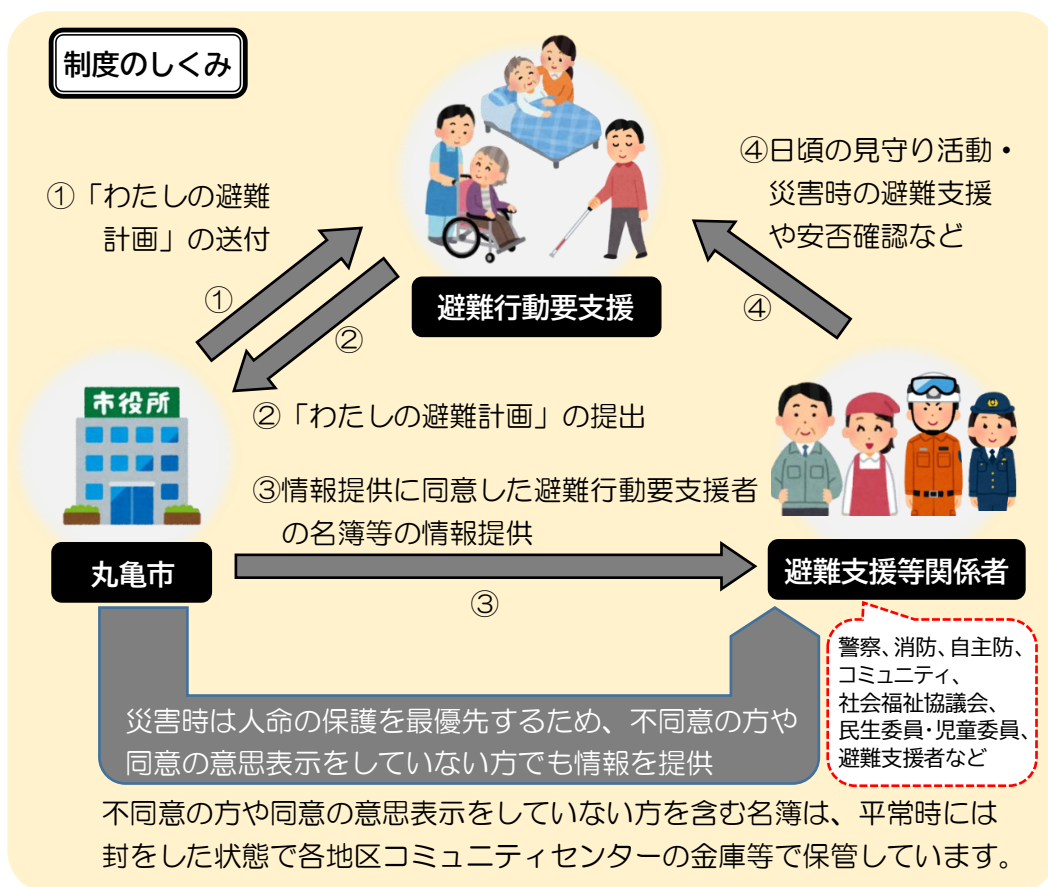 制度のしくみ
①「わたしの避難
計画」の送付
④日頃の見守り活動・
災害時の避難支援
や安否確認など
①
②
避難行動要支援
④
市役所
②「わたしの避難計画」の提出
③情報提供に同意した避難行動要支援者
の名簿等の情報提供
丸亀市
③
避難支援等関係者
警察、消防、自主防、
コミュニティ、
社会福祉協議会、
民生委員・児童委員、
避難支援者など
災害時は人命の保護を最優先するため、不同意の方や
同意の意思表示をしていない方でも情報を提供
不同意の方や同意の意思表示をしていない方を含む名簿は、平常時には
封をした状態で各地区コミュニティセンターの金庫等で保管しています。